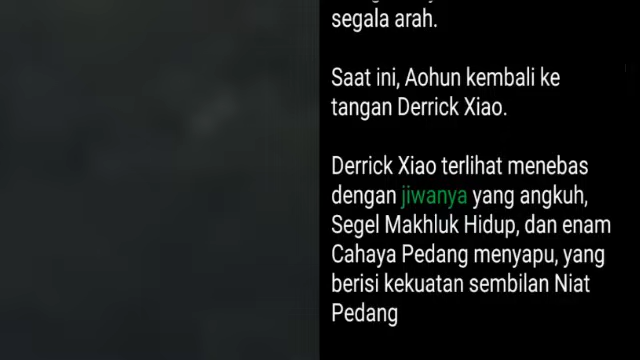 segala arah.
Saat ini, Aohun kembali ke
tangan Derrick Xiao.
Derrick Xiao terlihat menebas
dengan jiwanya yang angkuh,
Segel Makhluk Hidup, dan enam
Cahaya Pedang menyapu, yang
berisi kekuatan sembilan Niat
Pedang